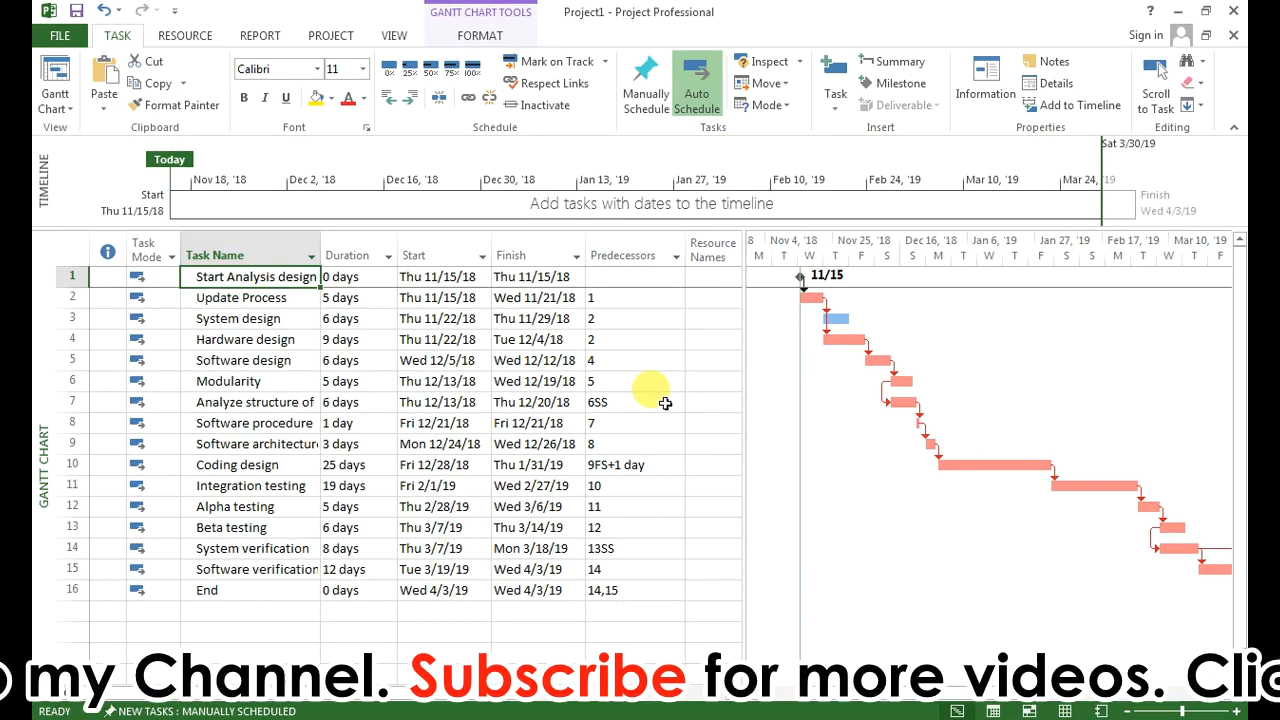 GANTT CHART TOOLS
Project1 - Project Professional
FILE TASK RESOURCE REPORT PROJECT VIEW FORMAT
Sign in
Gantt Chart
View
Paste
Cut
Copy
Format Painter
Clipboard
Calibri 11
B I U A
Font
0% 25% 50% 75% 100%
Mark on Track
Respect Links
Inactivate
Schedule
Manually Schedule
Auto Schedule
Inspect
Move
Mode
Tasks
Task
Summary
Milestone
Deliverable
Insert
Information
Notes
Details
Add to Timeline
Properties
Scroll to Task
Editing
TIMELINE
Today
Sat 3/30/19
Nov 18, '18 Dec 2, '18 Dec 16, '18 Dec 30, '18 Jan 13, '19 Jan 27, '19 Feb 10, '19 Feb 24, '19 Mar 10, '19 Mar 24, '19
Start
Thu 11/15/18
Add tasks with dates to the timeline
Finish
Wed 4/3/19
GANTT CHART
Task Mode Task Name Duration Start Finish Predecessors Resource Names
8 Nov 4, '18 Nov 25, '18 Dec 16, '18 Jan 6, '19 Jan 27, '19 Feb 17, '19 Mar 10, '19
M T W T F S S M T W T F S S M T W T F
1 Start Analysis design 0 days Thu 11/15/18 Thu 11/15/18
11/15
2 Update Process 5 days Thu 11/15/18 Wed 11/21/18 1
3 System design 6 days Thu 11/22/18 Thu 11/29/18 2
4 Hardware design 9 days Thu 11/22/18 Tue 12/4/18 2
5 Software design 6 days Wed 12/5/18 Wed 12/12/18 4
6 Modularity 5 days Thu 12/13/18 Wed 12/19/18 5
7 Analyze structure of 6 days Thu 12/13/18 Thu 12/20/18 6SS
8 Software procedure 1 day Fri 12/21/18 Fri 12/21/18 7
9 Software architectur 3 days Mon 12/24/18 Wed 12/26/18 8
10 Coding design 25 days Fri 12/28/18 Thu 1/31/19 9FS+1 day
11 Integration testing 19 days Fri 2/1/19 Wed 2/27/19 10
12 Alpha testing 5 days Thu 2/28/19 Wed 3/6/19 11
13 Beta testing 6 days Thu 3/7/19 Thu 3/14/19 12
14 System verification 8 days Thu 3/7/19 Mon 3/18/19 13SS
15 Software verification 12 days Tue 3/19/19 Wed 4/3/19 14
16 End 0 days Wed 4/3/19 Wed 4/3/19 14,15
o my Channel. Subscribe for more videos. Clic
READY NEW TASKS : MANUALLY SCHEDULED